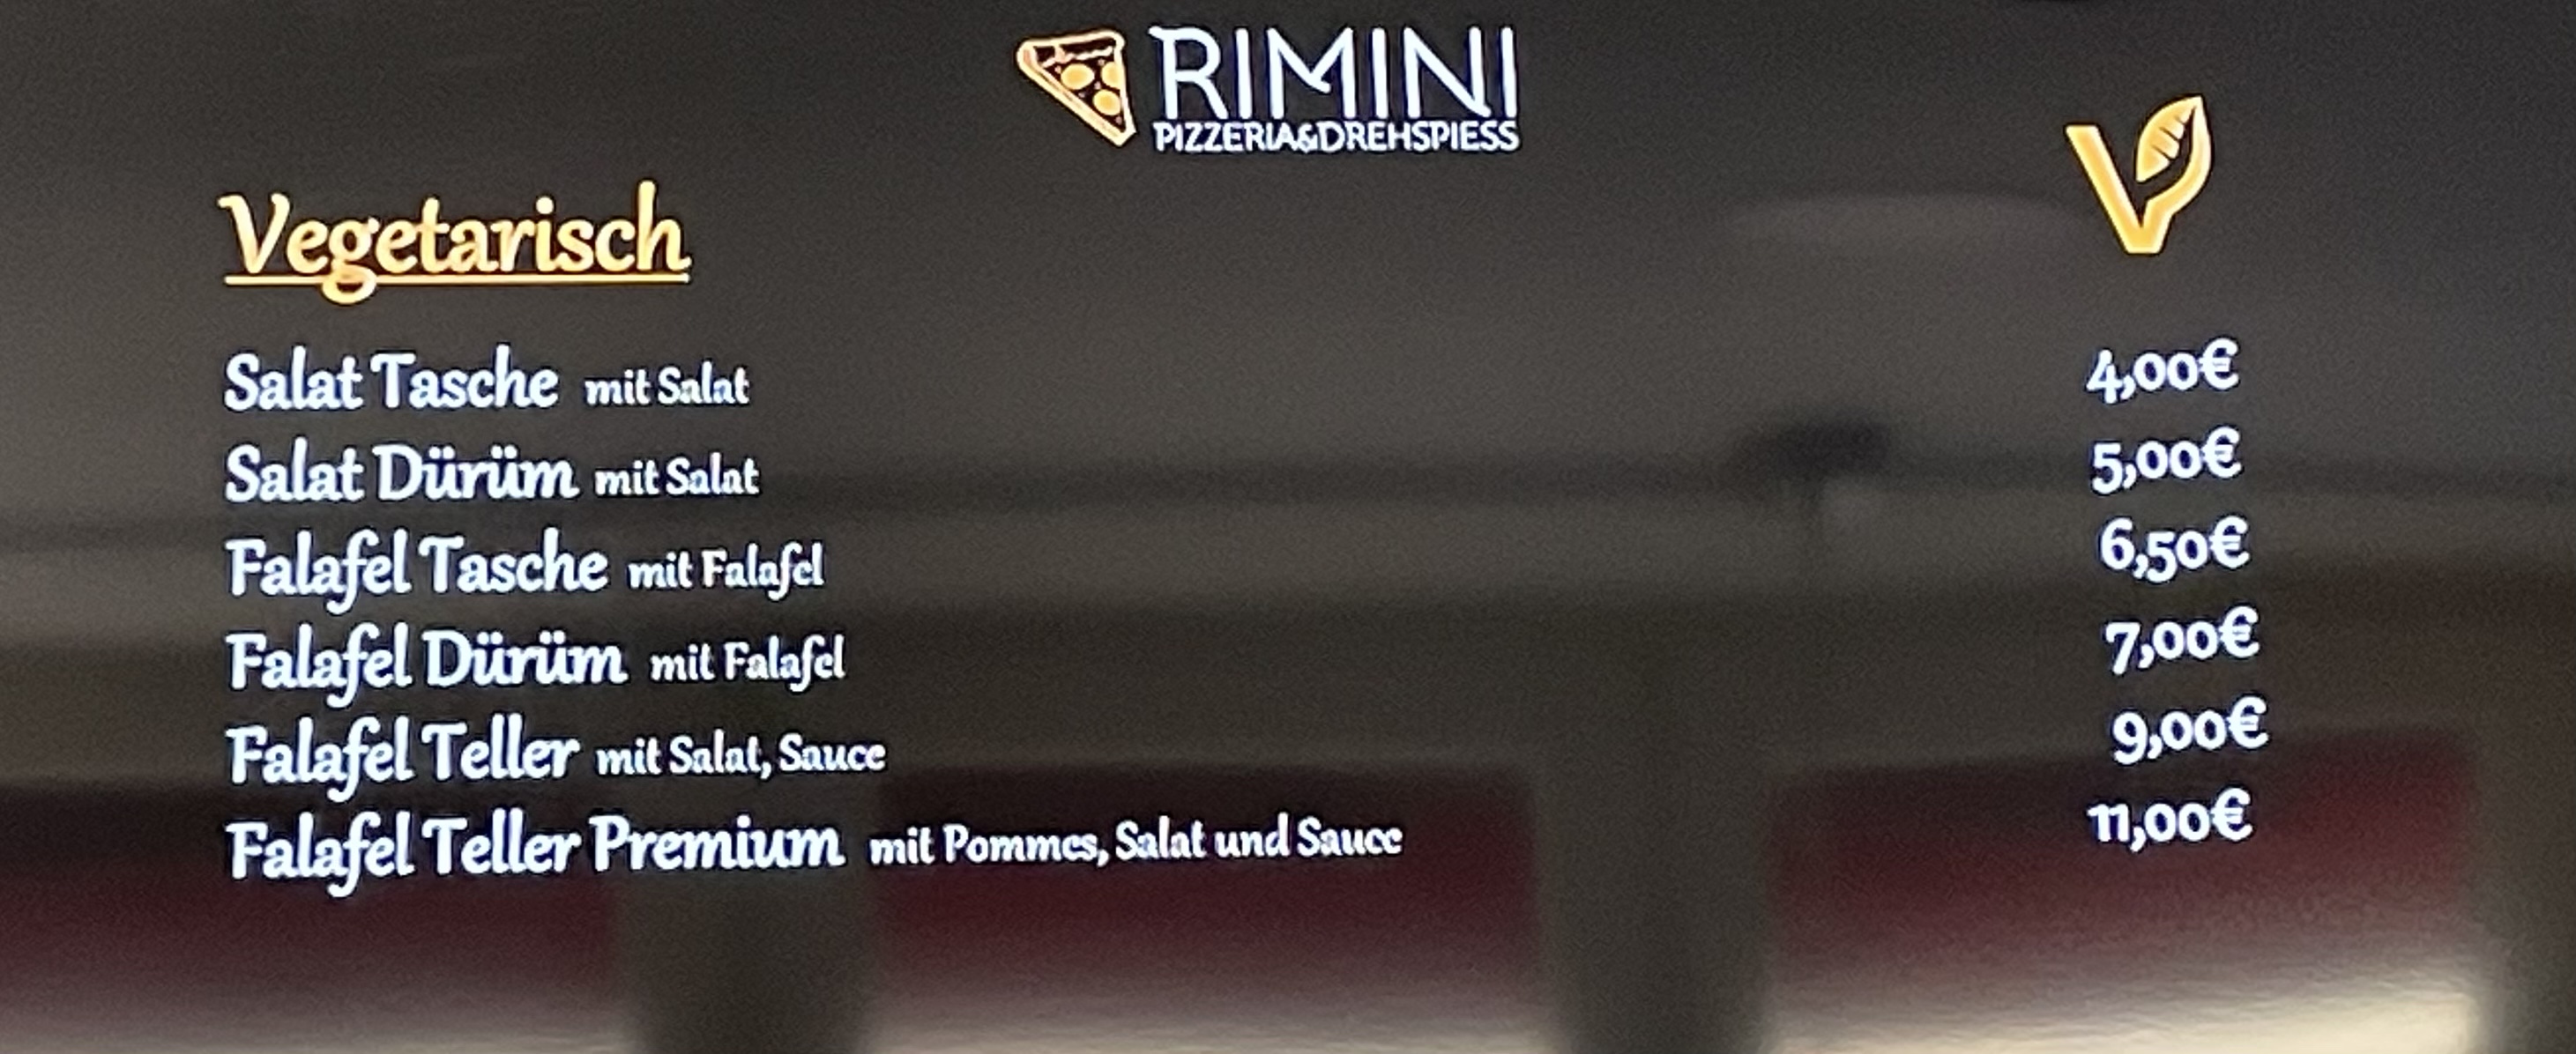 RIMINI
PIZZERIA&DREHSPIESS
Vegetarisch
Salat Tasche mit Salat 4,00€
Salat Dürüm mit Salat 5,00€
Falafel Tasche mit Falafel 6,50€
Falafel Dürüm mit Falafel 7,00€
Falafel Teller mit Salat, Sauce 9,00€
Falafel Teller Premium mit Pommes, Salat und Sauce 11,00€